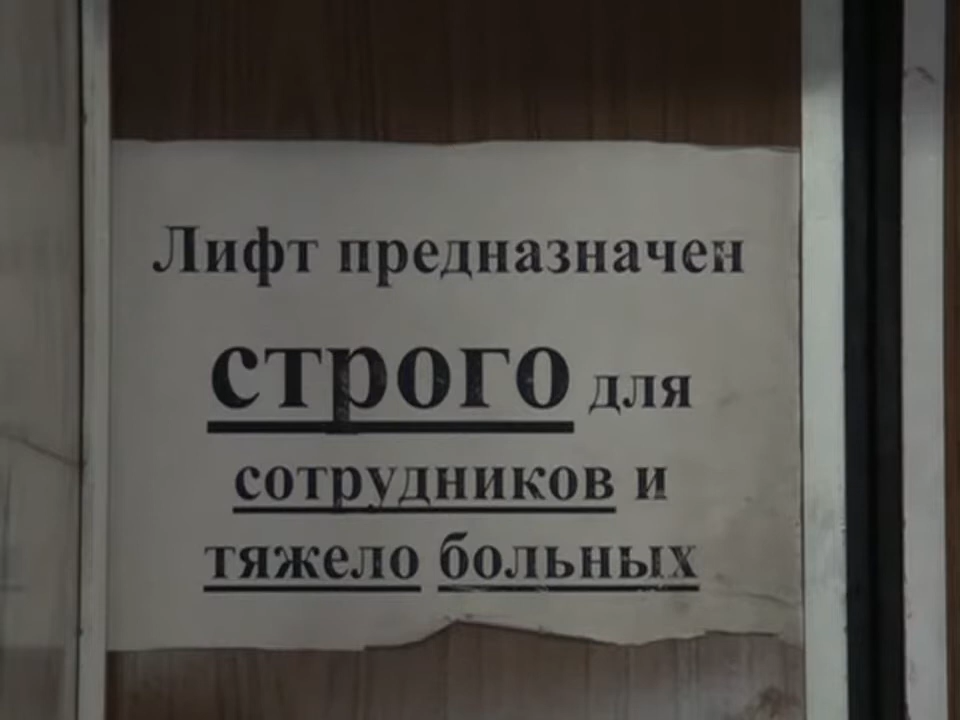 Лифт предназначен
строго для
сотрудников и
тяжело больных